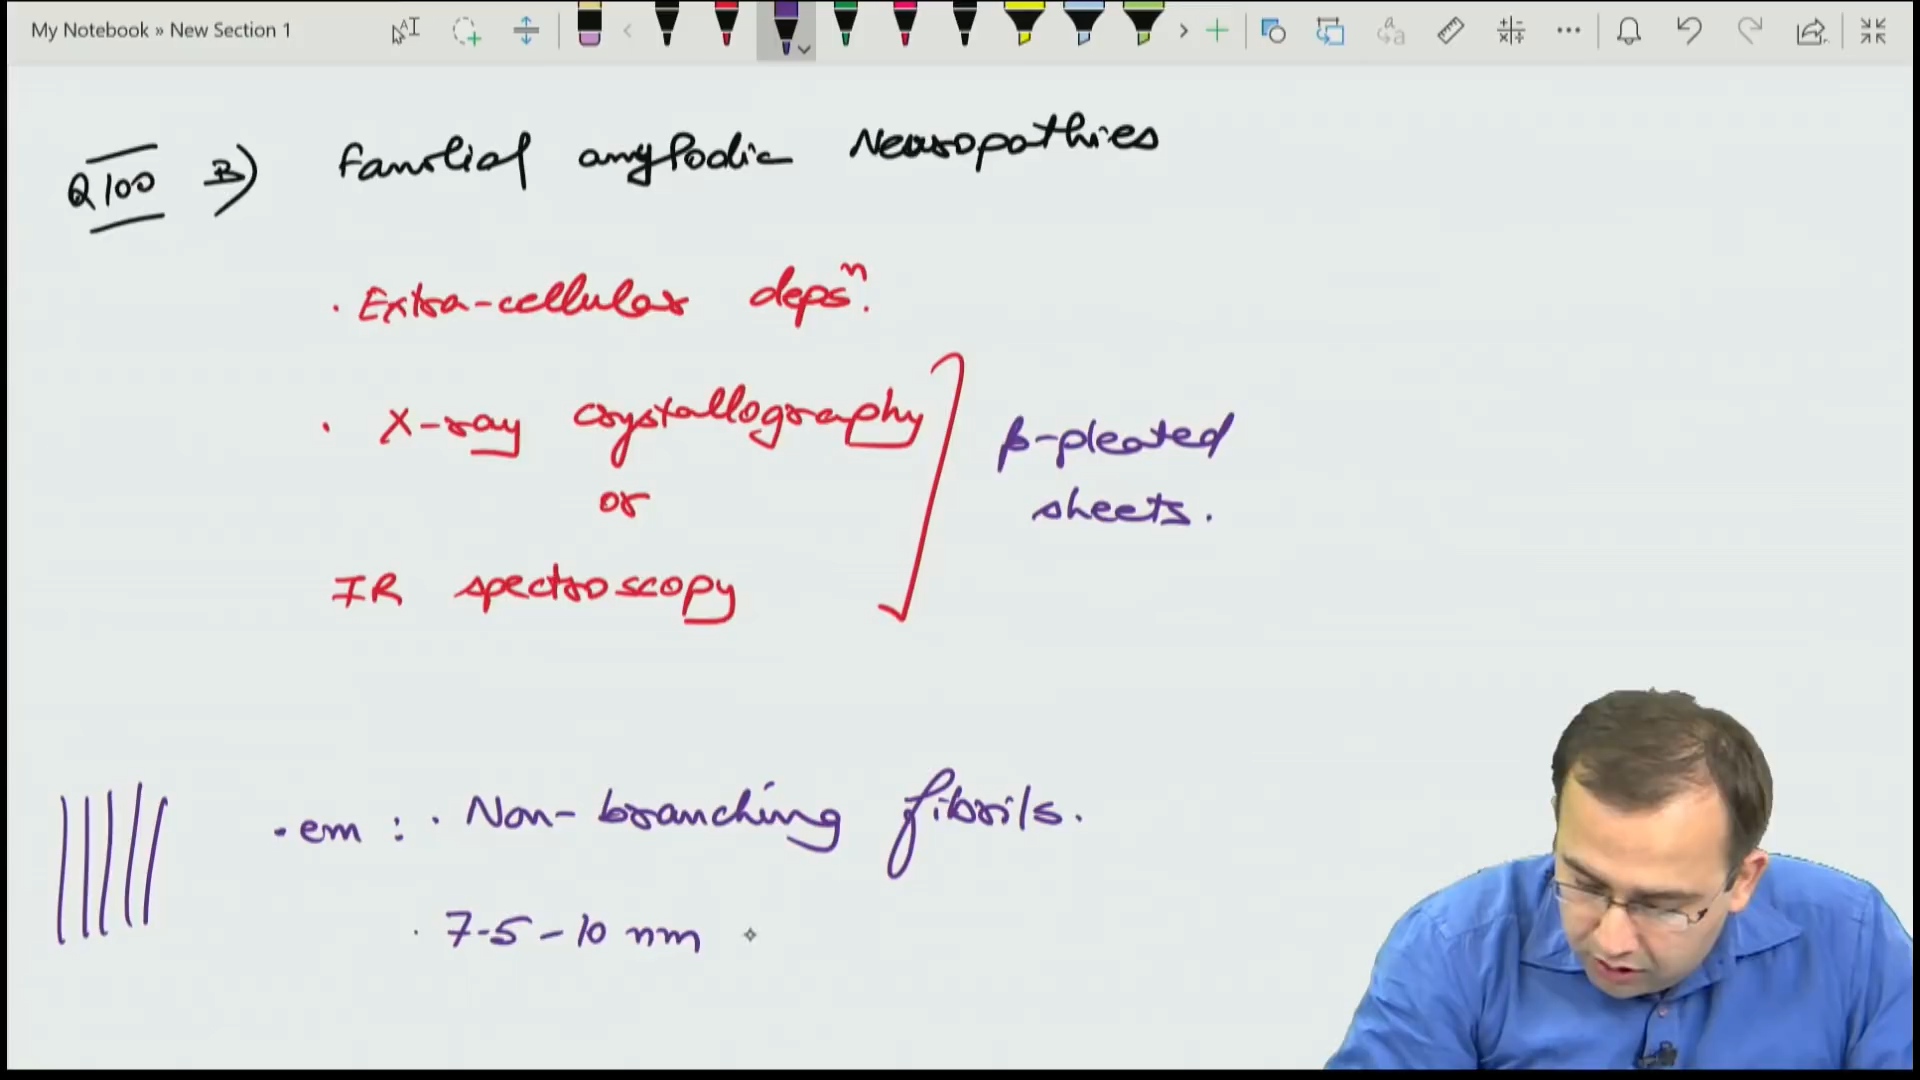 My Notebook » New Section 1
Q100 B) Familial amyloidic Neuropathies
· Extra-cellular depsⁿ.
· X-ray crystallography
or
IR spectroscopy
β-pleated
sheets.
· em : · Non-branching fibrils.
· 7.5-10 nm